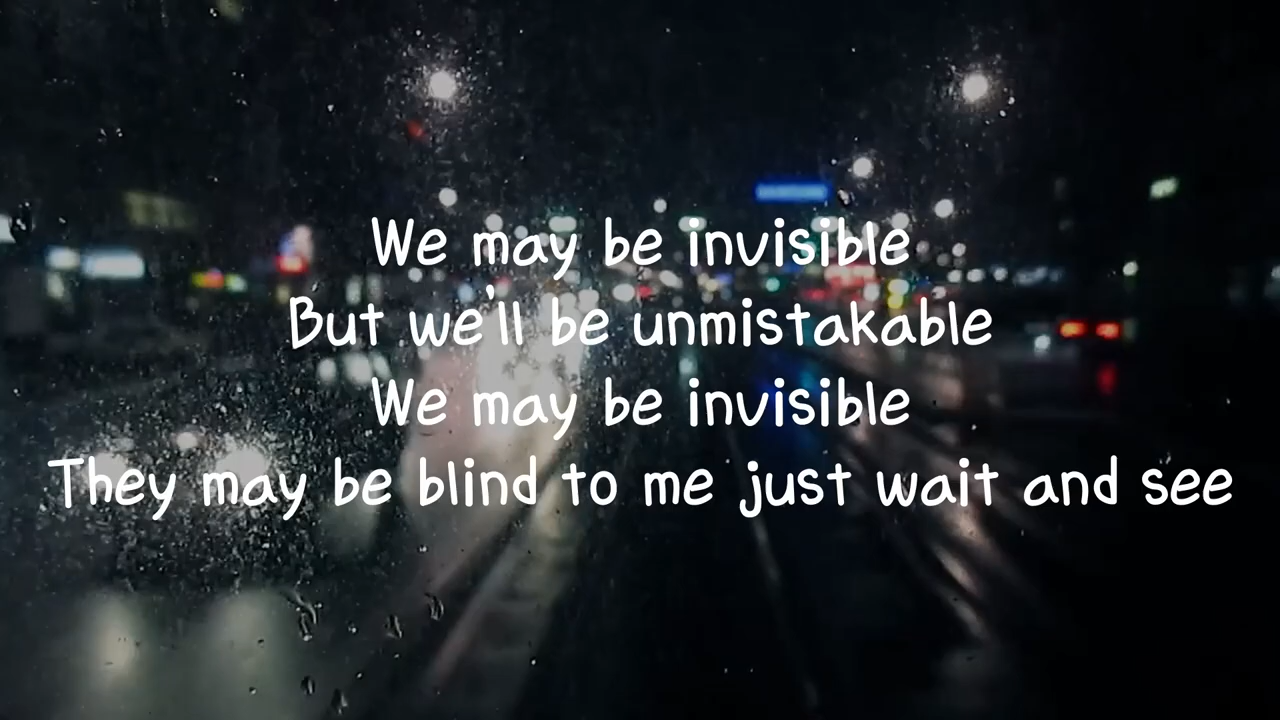 We may be invisible
But we'll be unmistakable
We may be invisible
They may be blind to me just wait and see